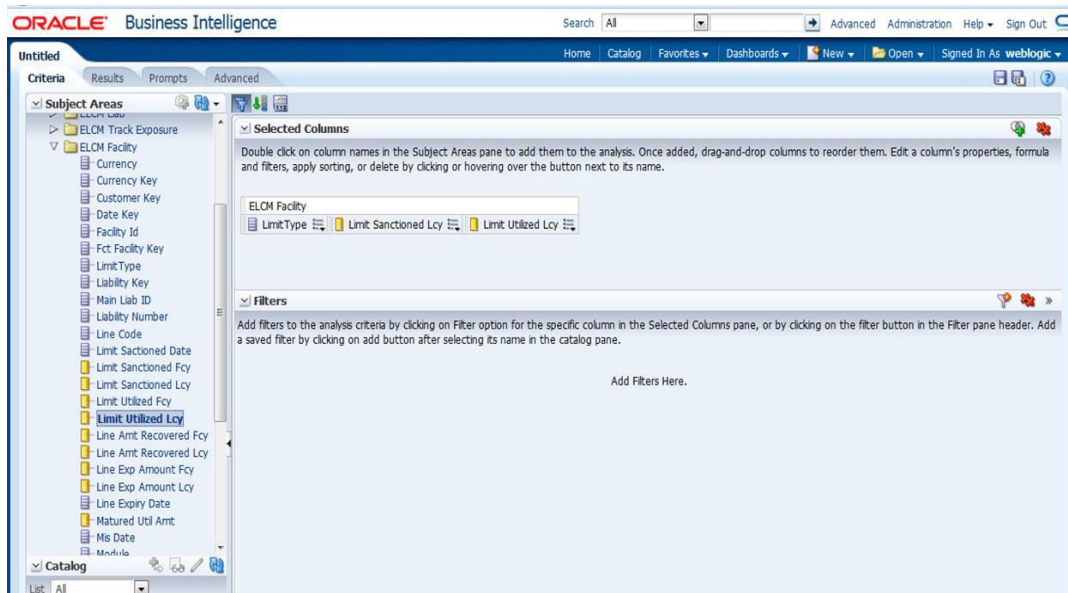 ORACLE Business Intelligence Search All Advanced Administration Help Sign Out
Untitled Home Catalog Favorites Dashboards New Open Signed In As weblogic
Criteria Results Prompts Advanced
Subject Areas
ELCM Track Exposure
ELCM Facility
Currency
Currency Key
Customer Key
Date Key
Facility Id
Fct Facility Key
LimitType
Liability Key
Main Liab ID
Liability Number
Line Code
Limit Sactioned Date
Limit Sanctioned Fcy
Limit Sanctioned Lcy
Limit Utilized Fcy
Limit Utilized Lcy
Line Amt Recovered Fcy
Line Amt Recovered Lcy
Line Exp Amount Fcy
Line Exp Amount Lcy
Line Expiry Date
Matured Util Amt
Mis Date
Module
Catalog
List All
Selected Columns
Double click on column names in the Subject Areas pane to add them to the analysis. Once added, drag-and-drop columns to reorder them. Edit a column's properties, formula
and filters, apply sorting, or delete by clicking or hovering over the button next to its name.
ELCM Facility
LimitType Limit Sanctioned Lcy Limit Utilized Lcy
Filters
Add filters to the analysis criteria by clicking on Filter option for the specific column in the Selected Columns pane, or by clicking on the filter button in the Filter pane header. Add
a saved filter by clicking on add button after selecting its name in the catalog pane.
Add Filters Here.